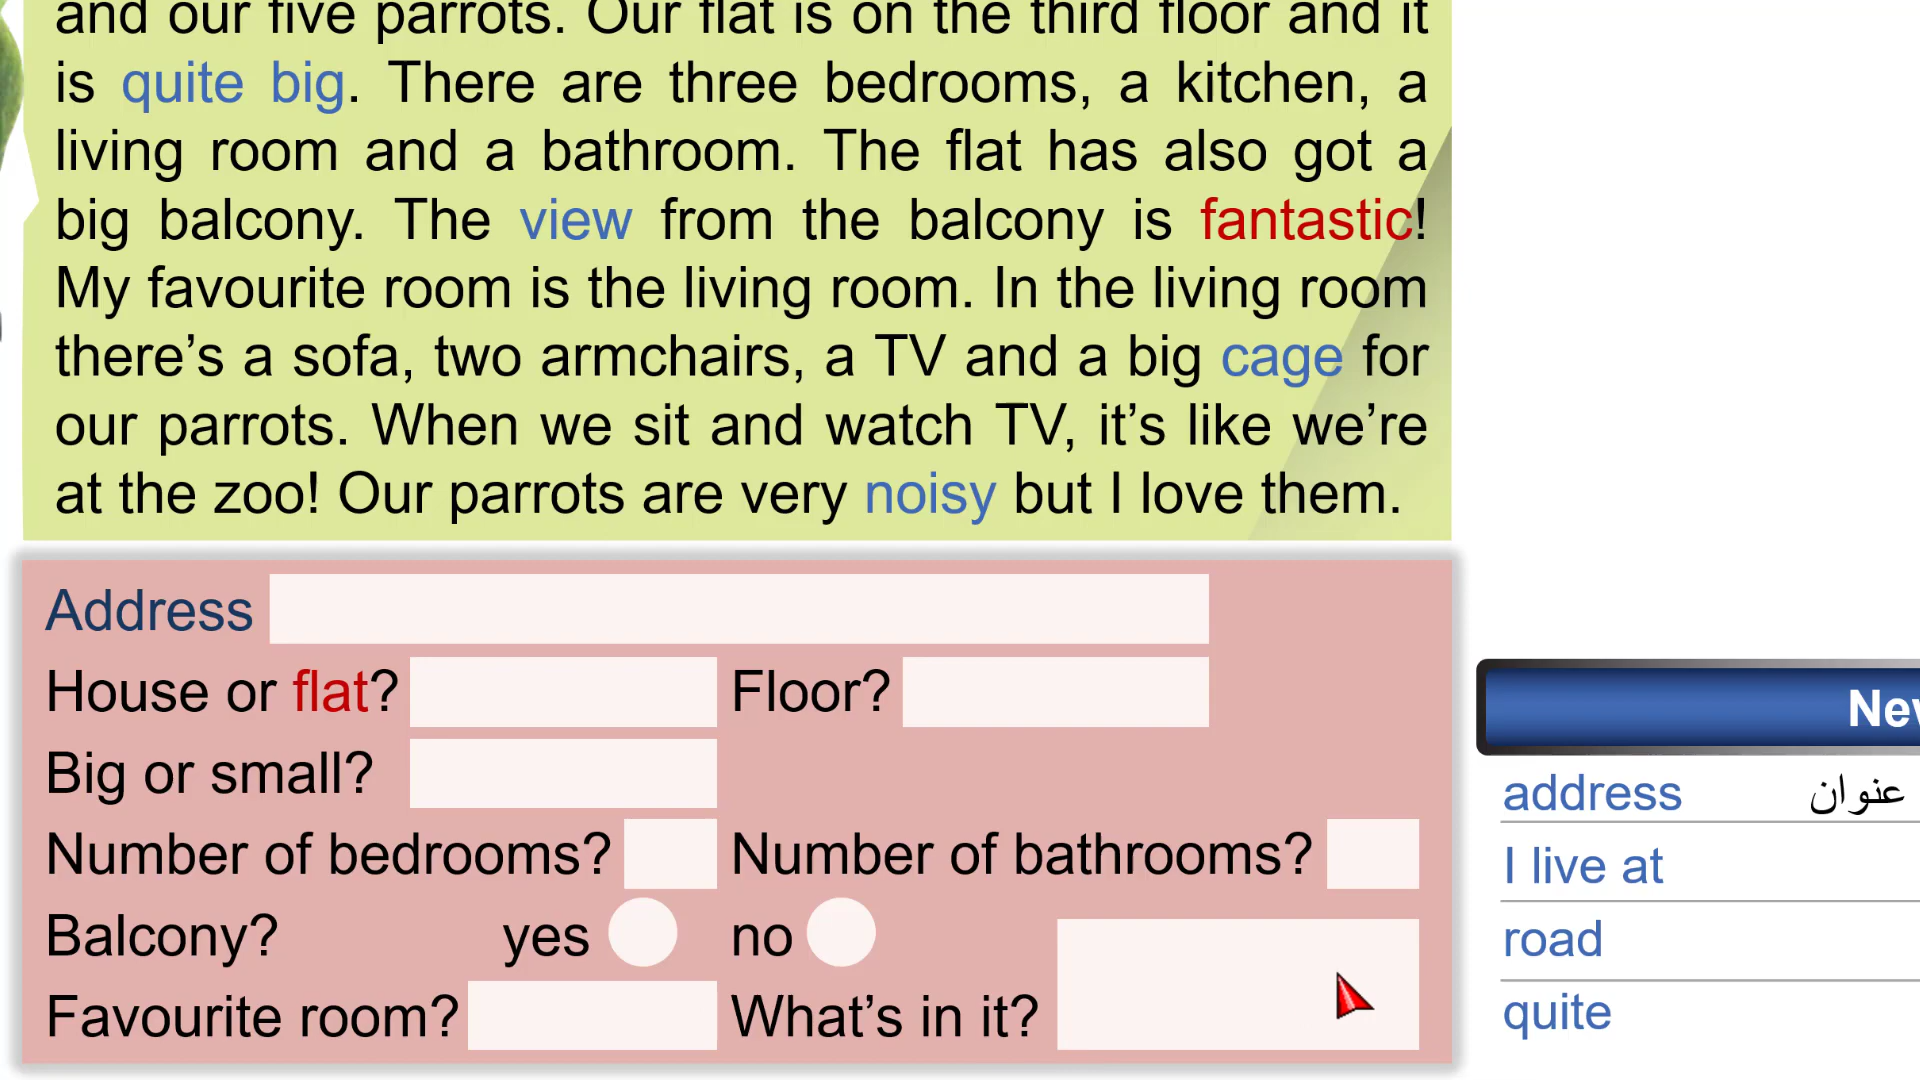 and our five parrots. Our flat is on the third floor and it
is quite big. There are three bedrooms, a kitchen, a
living room and a bathroom. The flat has also got a
big balcony. The view from the balcony is fantastic!
My favourite room is the living room. In the living room
there’s a sofa, two armchairs, a TV and a big cage for
our parrots. When we sit and watch TV, it’s like we’re
at the zoo! Our parrots are very noisy but I love them.
Address
House or flat? Floor?
Big or small?
Number of bedrooms? Number of bathrooms?
Balcony? yes no
Favourite room? What’s in it?
address عنوان
I live at
road
quite